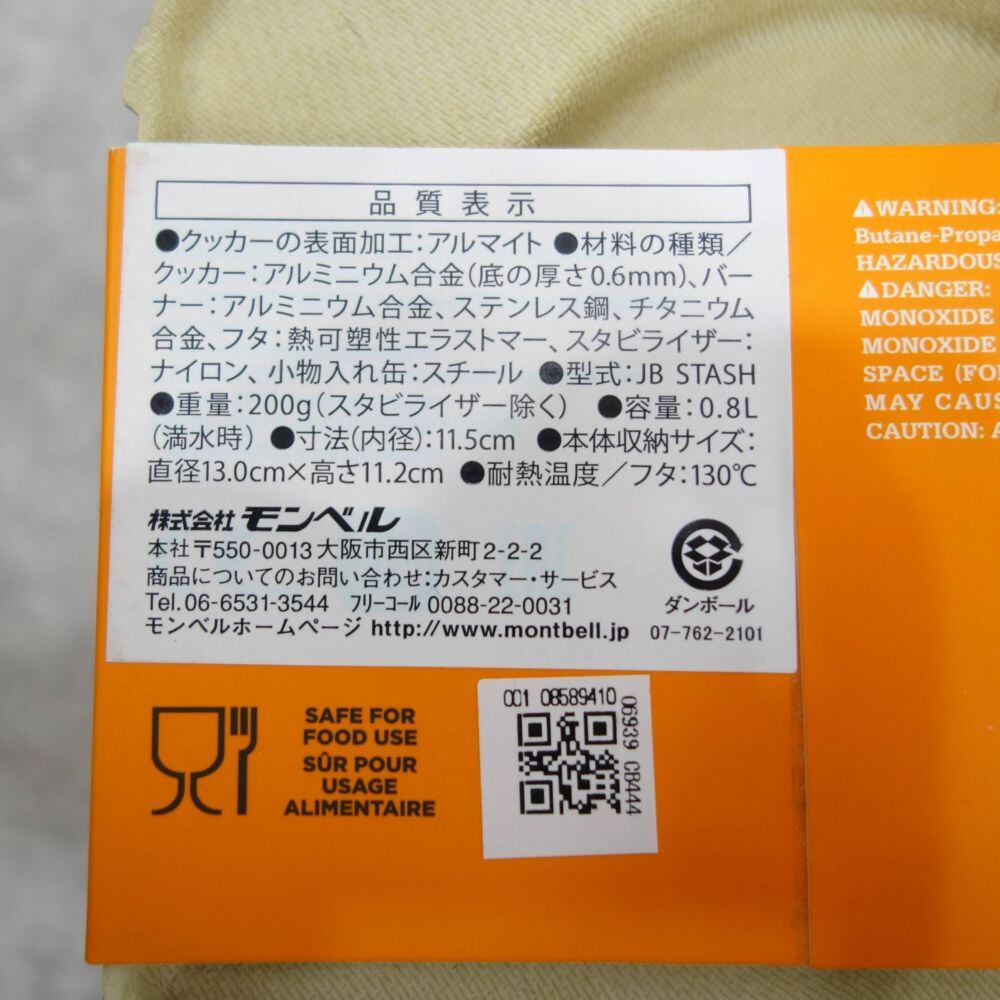 品質表示
●クッカーの表面加工:アルマイト ●材料の種類／
クッカー:アルミニウム合金(底の厚さ0.6mm)、バー
ナー:アルミニウム合金、ステンレス鋼、チタニウム
合金、フタ:熱可塑性エラストマー、スタビライザー:
ナイロン、小物入れ缶:スチール ●型式:JB STASH
●重量:200g(スタビライザー除く) ●容量:0.8L
(満水時) ●寸法(内径):11.5cm ●本体収納サイズ:
直径13.0cm×高さ11.2cm ●耐熱温度／フタ:130℃
株式会社 モンベル
本社〒550-0013 大阪市西区新町2-2-2
商品についてのお問い合わせ:カスタマー・サービス
Tel.06-6531-3544 フリーコール 0088-22-0031
モンベルホームページ http://www.montbell.jp
ダンボール
07-762-2101
SAFE FOR
FOOD USE
SÛR POUR
USAGE
ALIMENTAIRE
001 08589410
06939 CB444
WARNING:
Butane-Propa
HAZARDOUS
DANGER:
MONOXIDE
MONOXIDE
SPACE (FO
MAY CAUS
CAUTION: A